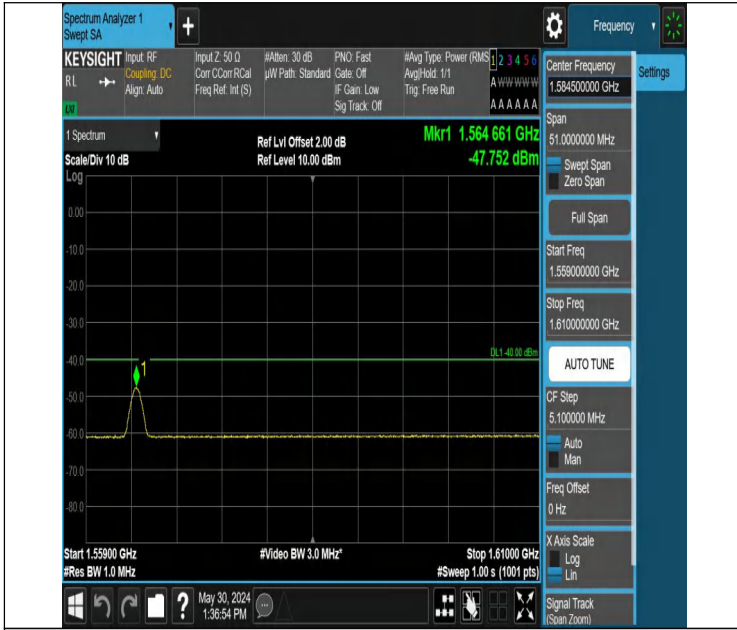 Spectrum Analyzer 1
Swept SA
+
Frequency
KEYSIGHT
RL
Input: RF
Coupling: DC
Align: Auto
Input Z: 50 Ω
Corr CCorr RCal
Freq Ref: Int (S)
#Atten: 30 dB
µW Path: Standard
PNO: Fast
Gate: Off
IF Gain: Low
Sig Track: Off
#Avg Type: Power (RMS
Avg|Hold: 1/1
Trig: Free Run
1 2 3 4 5 6
A W W W W W
A A A A A A
1 Spectrum
Scale/Div 10 dB
Log
Ref Lvl Offset 2.00 dB
Ref Level 10.00 dBm
Mkr1 1.564 661 GHz
-47.752 dBm
0.00
-10.0
-20.0
-30.0
-40.0
-50.0
-60.0
-70.0
-80.0
DL1 -40.00 dBm
1
Start 1.55900 GHz
#Res BW 1.0 MHz
#Video BW 3.0 MHz*
Stop 1.61000 GHz
#Sweep 1.00 s (1001 pts)
Center Frequency
1.584500000 GHz
Settings
Span
51.0000000 MHz
Swept Span
Zero Span
Full Span
Start Freq
1.559000000 GHz
Stop Freq
1.610000000 GHz
AUTO TUNE
CF Step
5.100000 MHz
Auto
Man
Freq Offset
0 Hz
X Axis Scale
Log
Lin
Signal Track
(Span Zoom)
?
May 30, 2024
1:36:54 PM